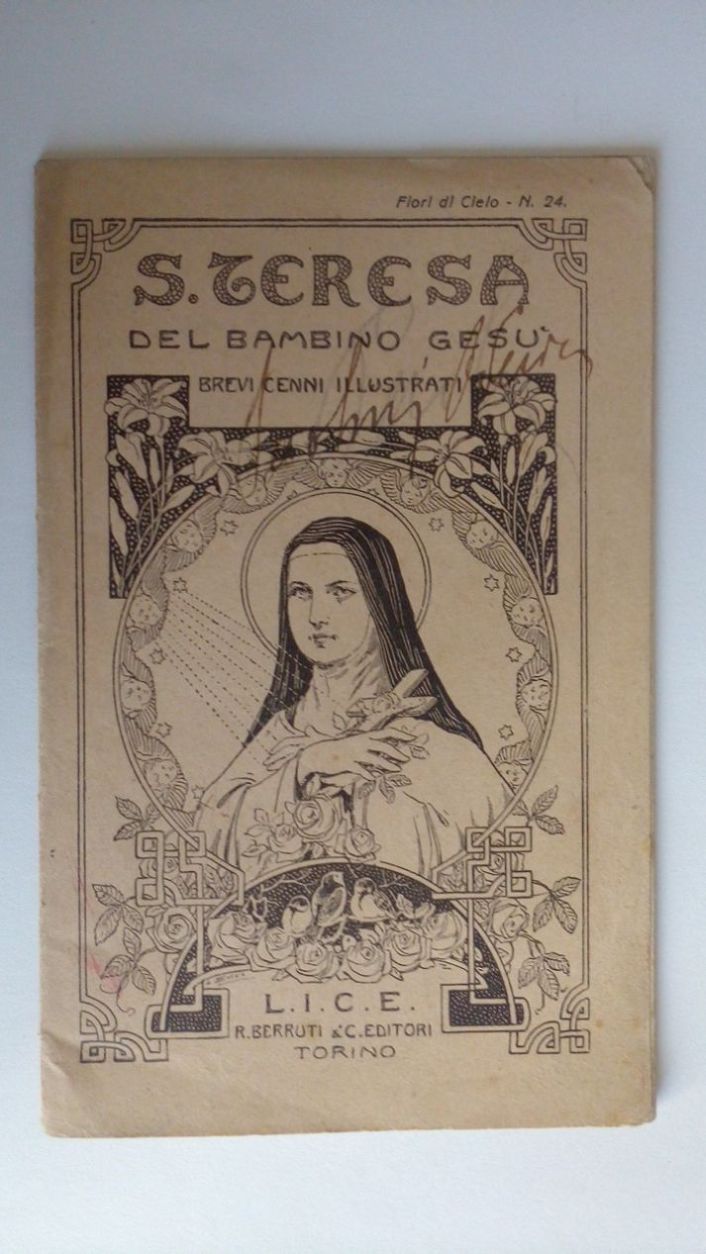 Fiori di Cielo - N. 24.
S. TERESA
DEL BAMBINO GESU'
BREVI CENNI ILLUSTRATI
L.I.C.E.
R. BERRUTI & C. EDITORI
TORINO